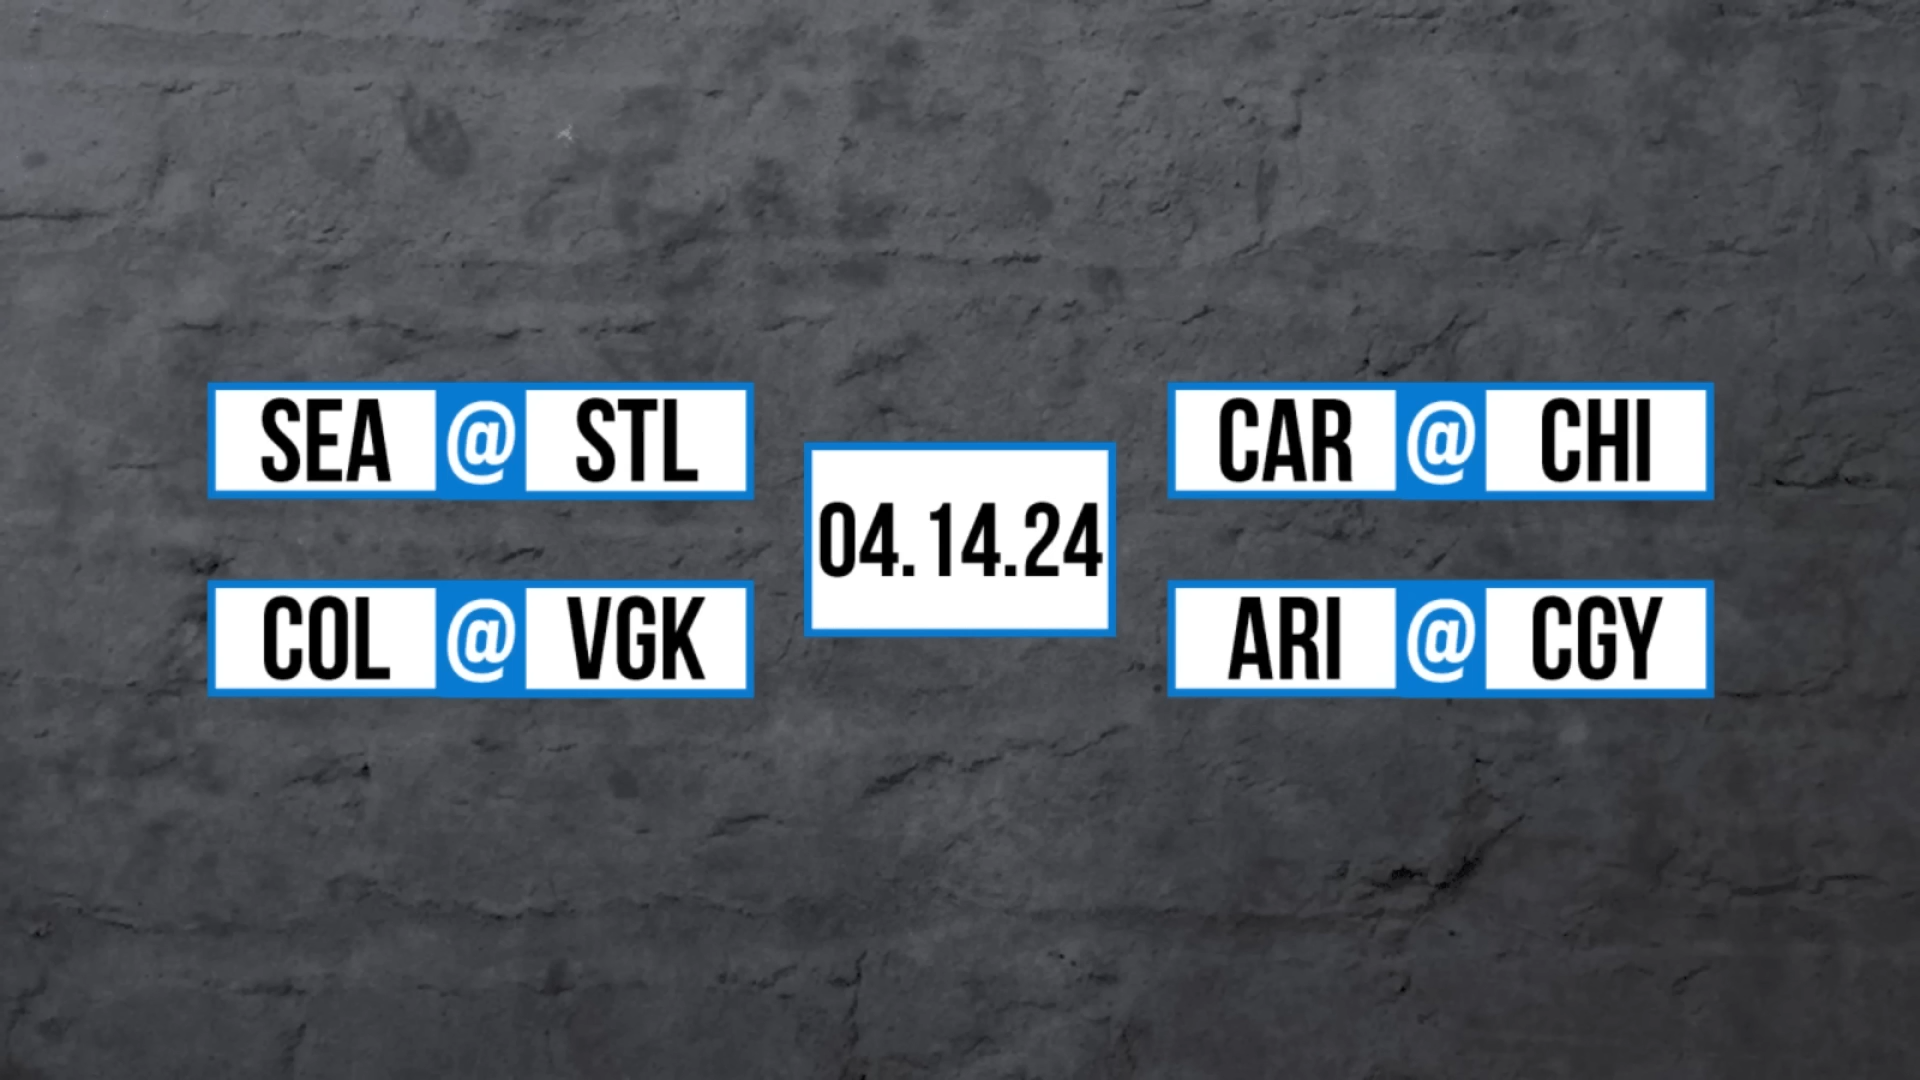 SEA @ STL
COL @ VGK
04.14.24
CAR @ CHI
ARI @ CGY